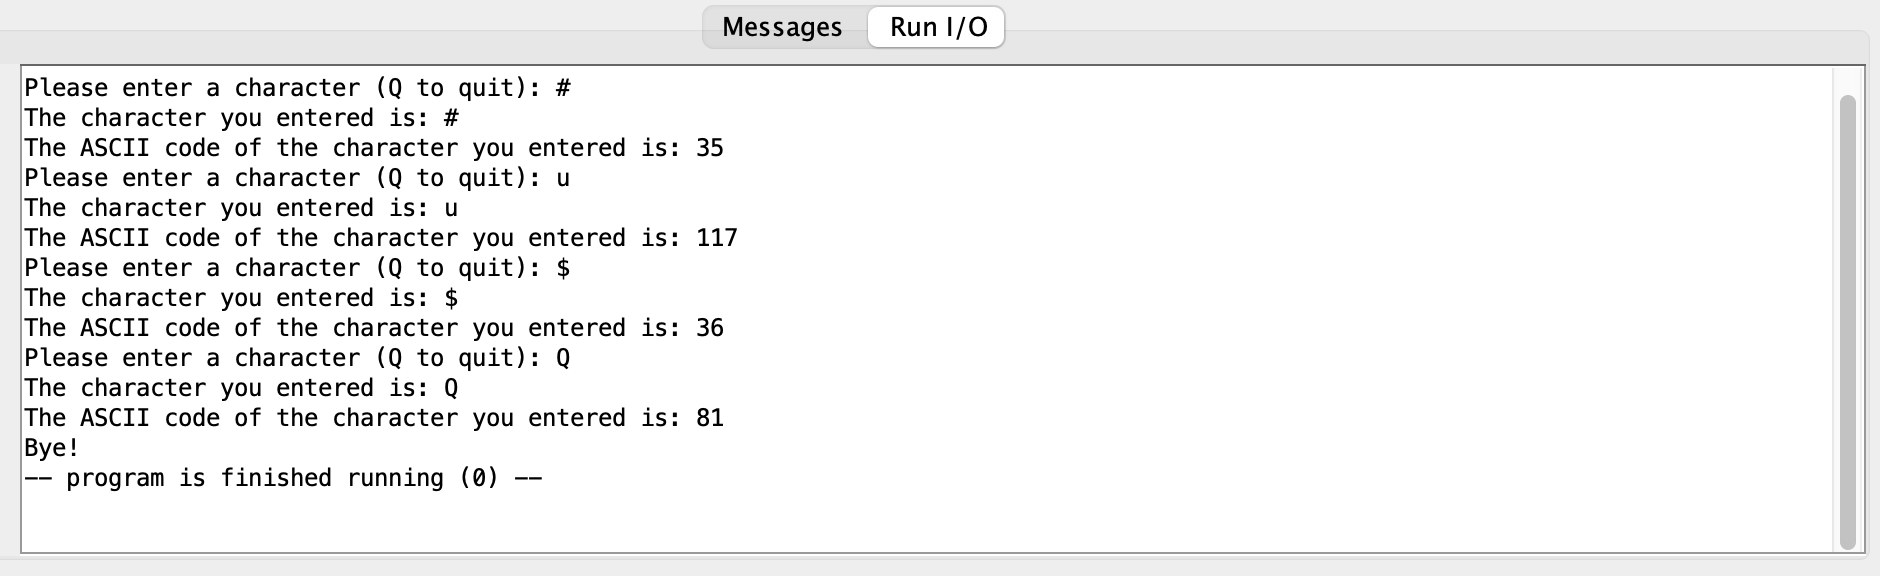 Messages Run I/O
Please enter a character (Q to quit): #
The character you entered is: #
The ASCII code of the character you entered is: 35
Please enter a character (Q to quit): u
The character you entered is: u
The ASCII code of the character you entered is: 117
Please enter a character (Q to quit): $
The character you entered is: $
The ASCII code of the character you entered is: 36
Please enter a character (Q to quit): Q
The character you entered is: Q
The ASCII code of the character you entered is: 81
Bye!
-- program is finished running (0) --